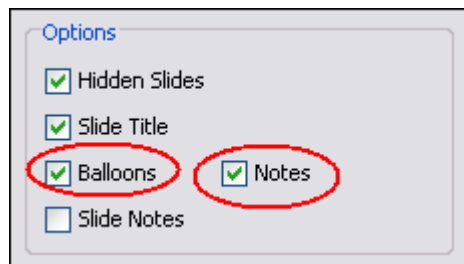 Options
Hidden Slides
Slide Title
Balloons Notes
Slide Notes